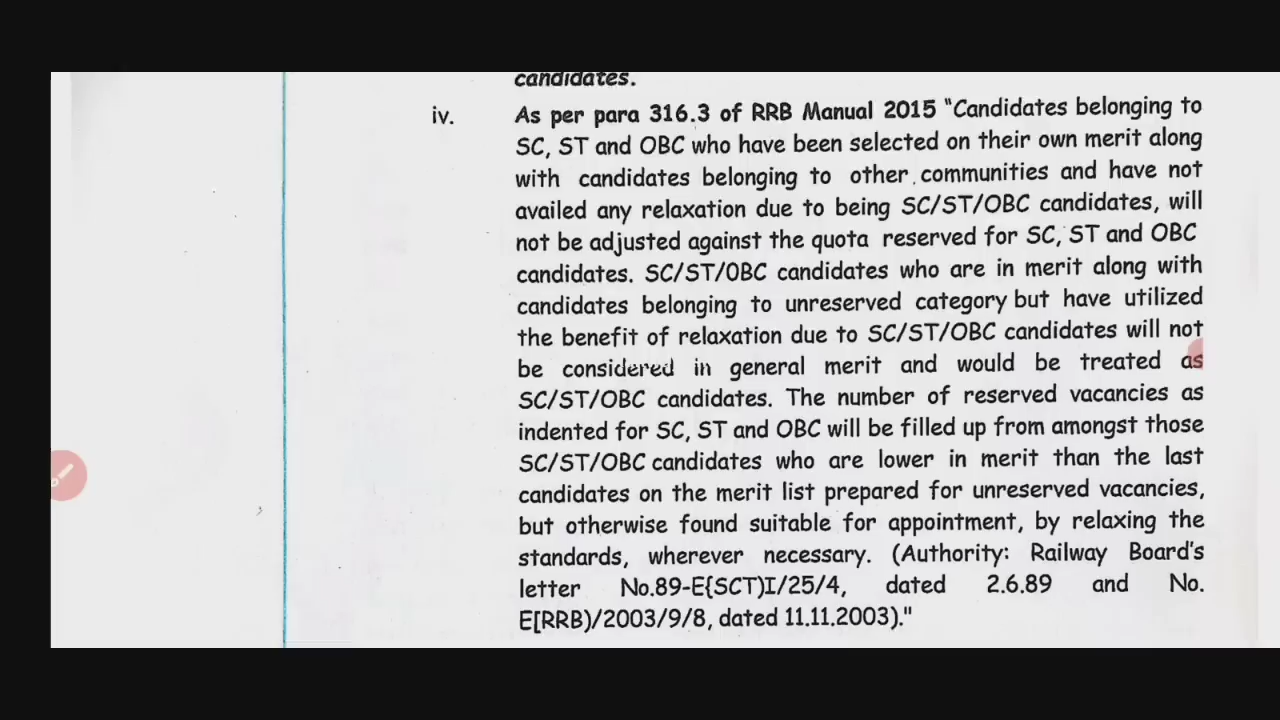 candidates.
iv. As per para 316.3 of RRB Manual 2015 "Candidates belonging to
SC, ST and OBC who have been selected on their own merit along
with candidates belonging to other communities and have not
availed any relaxation due to being SC/ST/OBC candidates, will
not be adjusted against the quota reserved for SC, ST and OBC
candidates. SC/ST/OBC candidates who are in merit along with
candidates belonging to unreserved category but have utilized
the benefit of relaxation due to SC/ST/OBC candidates will not
be considered in general merit and would be treated as
SC/ST/OBC candidates. The number of reserved vacancies as
indented for SC, ST and OBC will be filled up from amongst those
SC/ST/OBC candidates who are lower in merit than the last
candidates on the merit list prepared for unreserved vacancies,
but otherwise found suitable for appointment, by relaxing the
standards, wherever necessary. (Authority: Railway Board's
letter No.89-E{SCT)I/25/4, dated 2.6.89 and No.
E[RRB)/2003/9/8, dated 11.11.2003)."